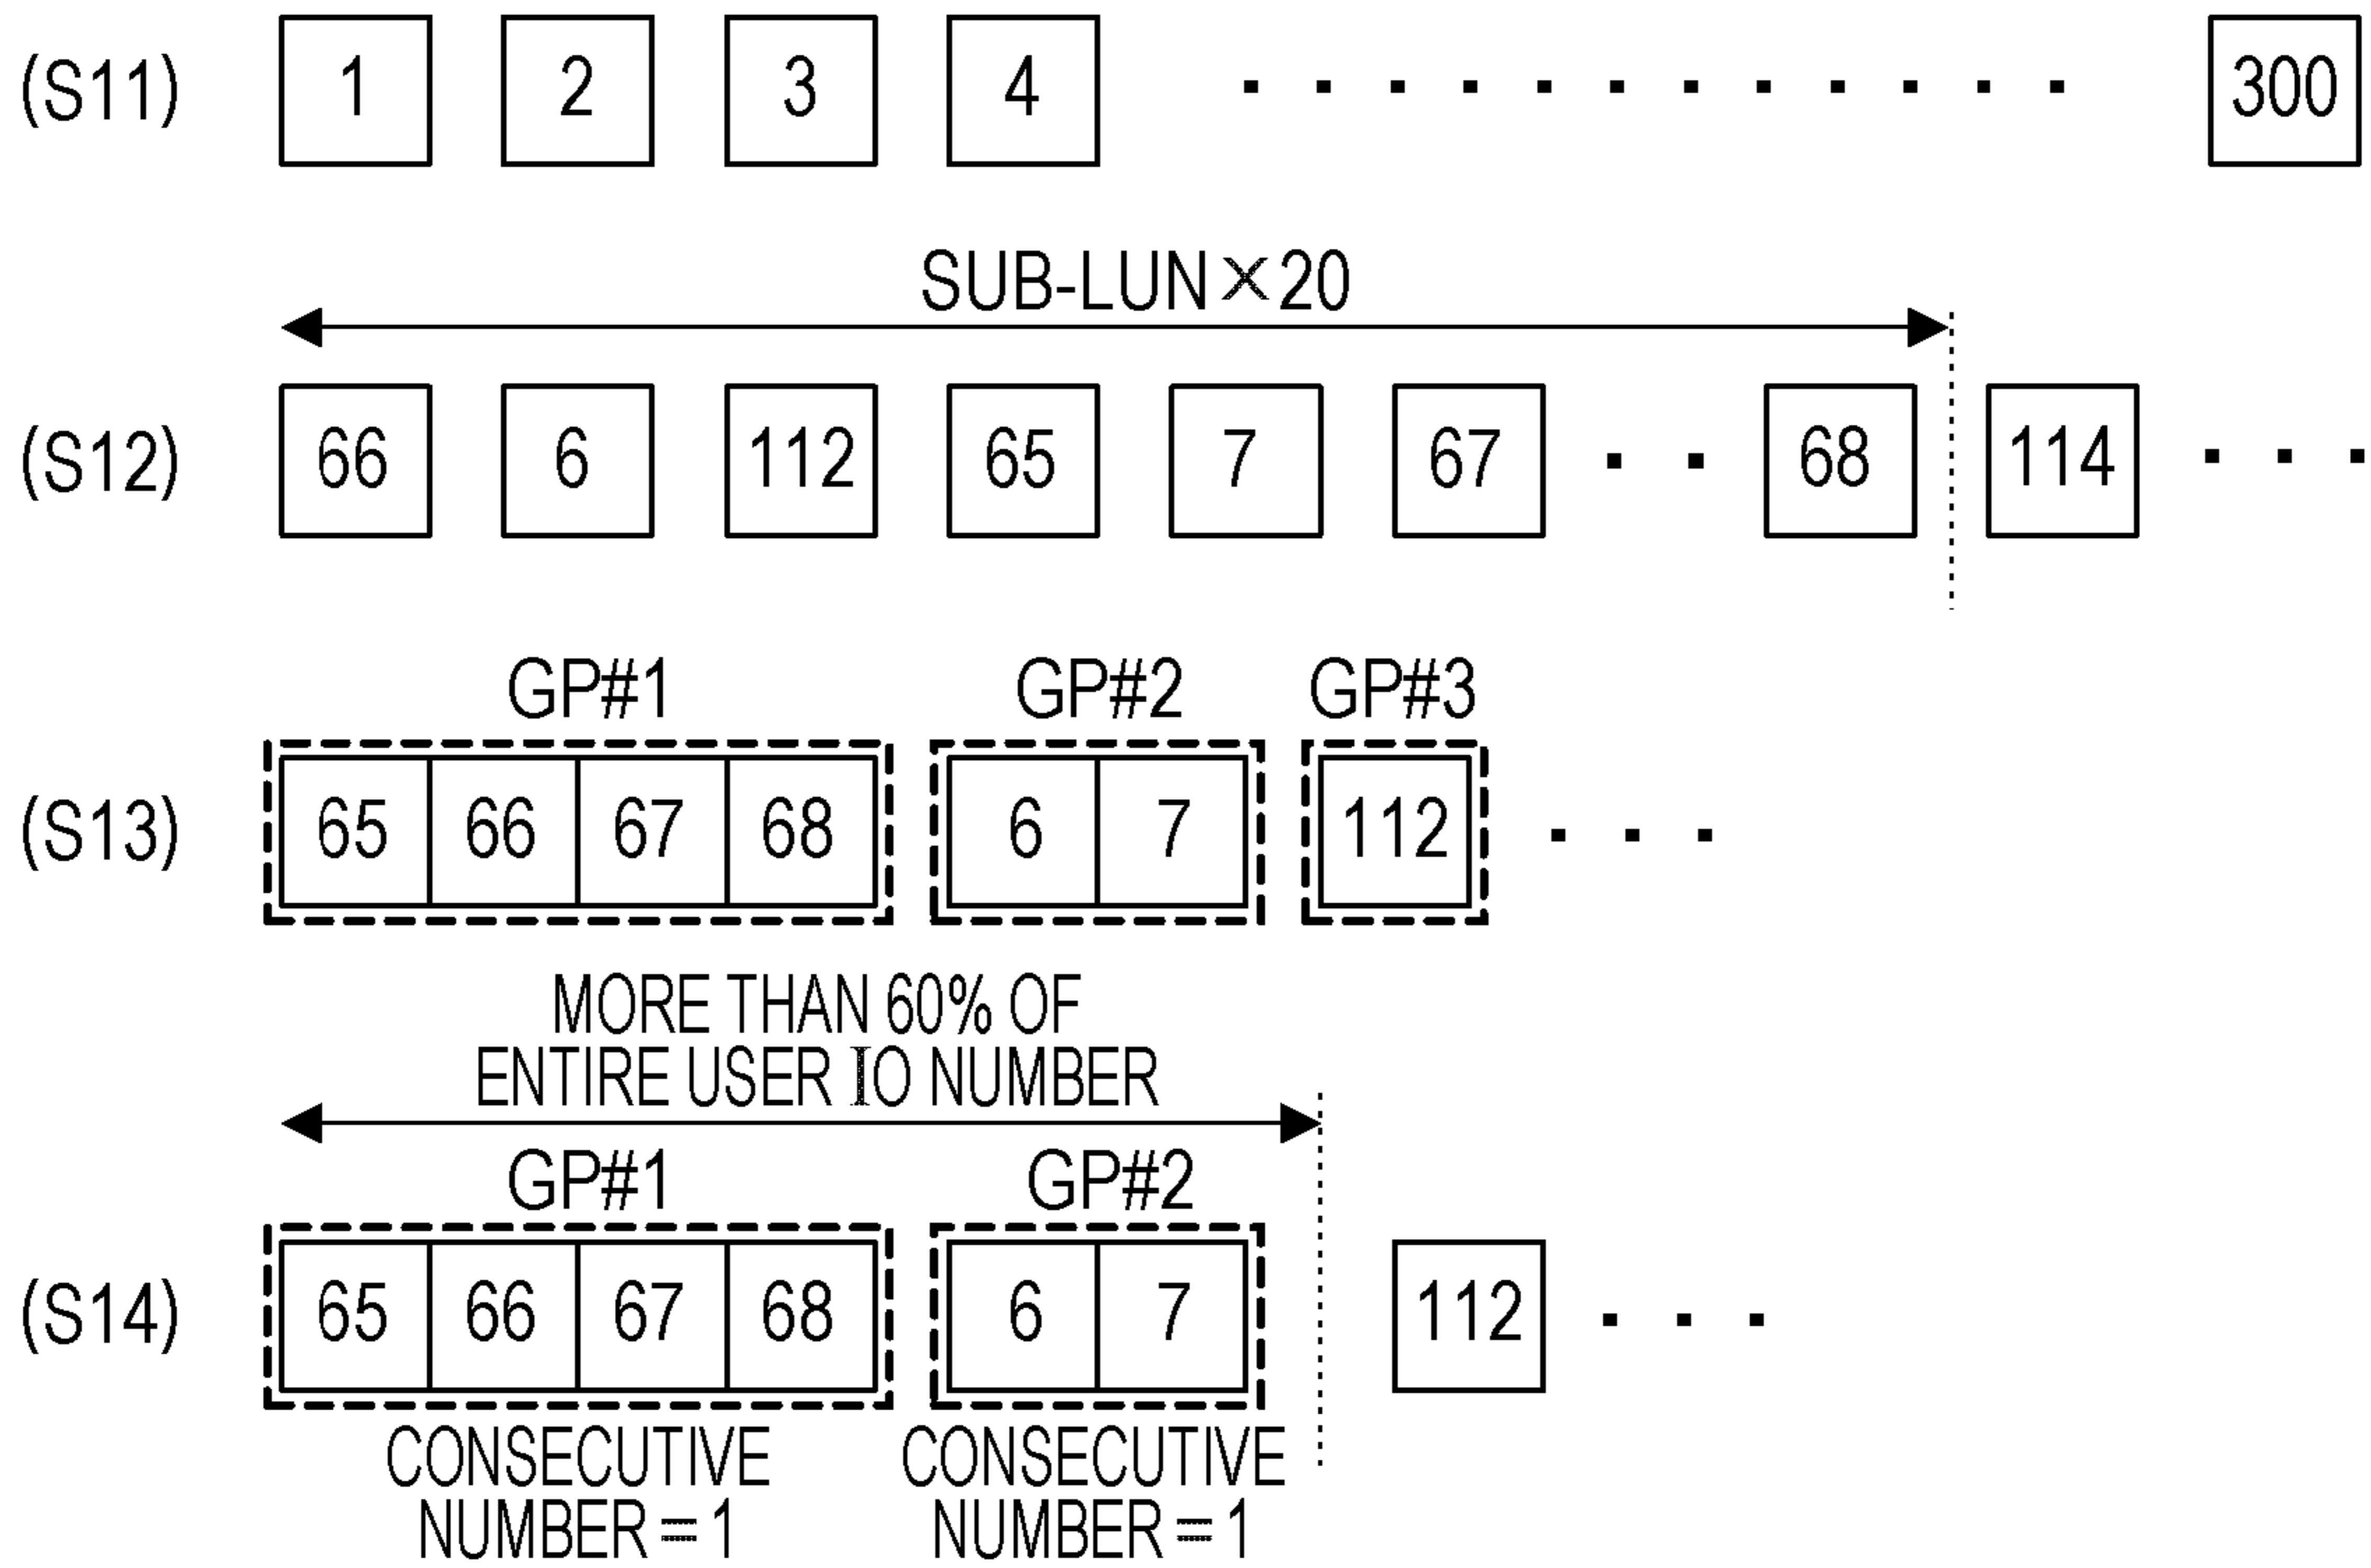 (S11) 1 2 3 4 ············ 300
SUB-LUN×20
(S12) 66 6 112 65 7 67 ·· 68 114 ···
GP#1 GP#2 GP#3
(S13) 65 66 67 68 6 7 112 ···
MORE THAN 60% OF
ENTIRE USER IO NUMBER
GP#1 GP#2
(S14) 65 66 67 68 6 7 112 ···
CONSECUTIVE CONSECUTIVE
NUMBER=1 NUMBER=1